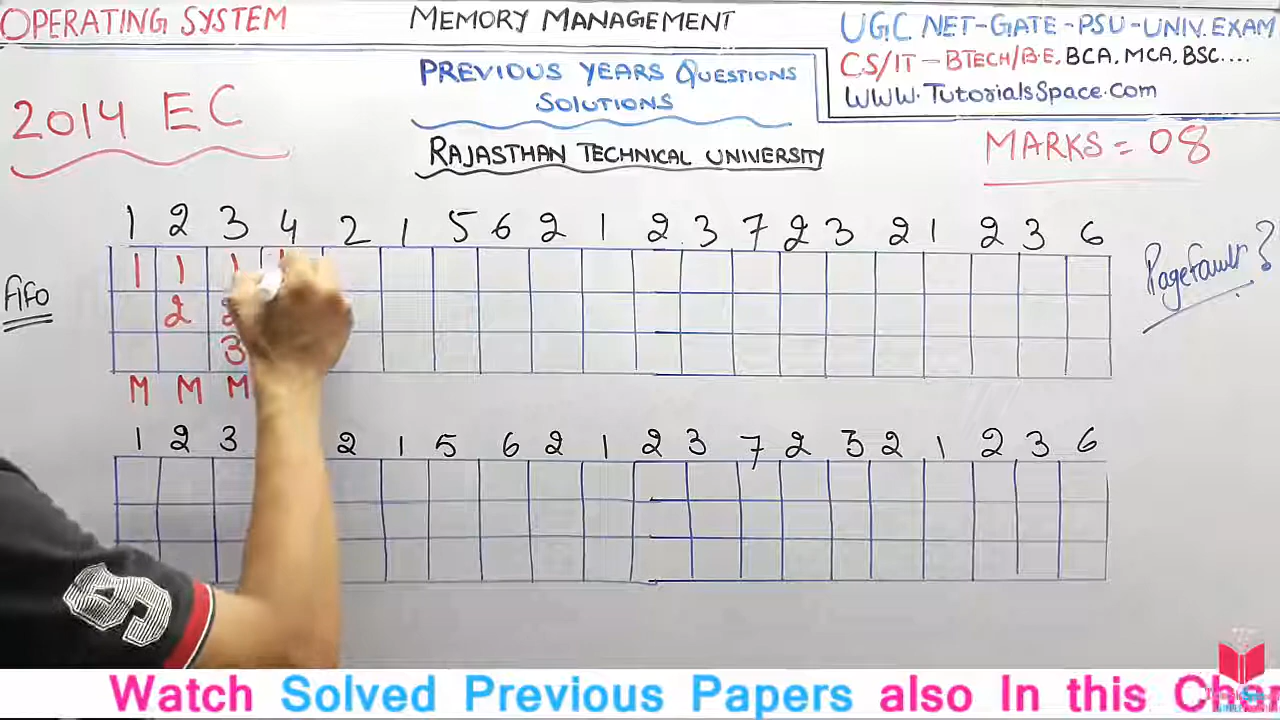 OPERATING SYSTEM
MEMORY MANAGEMENT
UGC NET-GATE-PSU-UNIV.EXAM
CS/IT-BTECH/B.E, BCA, MCA, BSC....
WWW.TutorialsSpace.Com
PREVIOUS YEARS QUESTIONS
SOLUTIONS
2014 EC
RAJASTHAN TECHNICAL UNIVERSITY
MARKS = 08
1 2 3 4 2 1 5 6 2 1 2 3 7 2 3 2 1 2 3 6
Pagefault?
fifo
1 1 1
2 2
3
M M M
1 2 3 2 1 5 6 2 1 2 3 7 2 3 2 1 2 3 6
Watch Solved Previous Papers also In this Cha